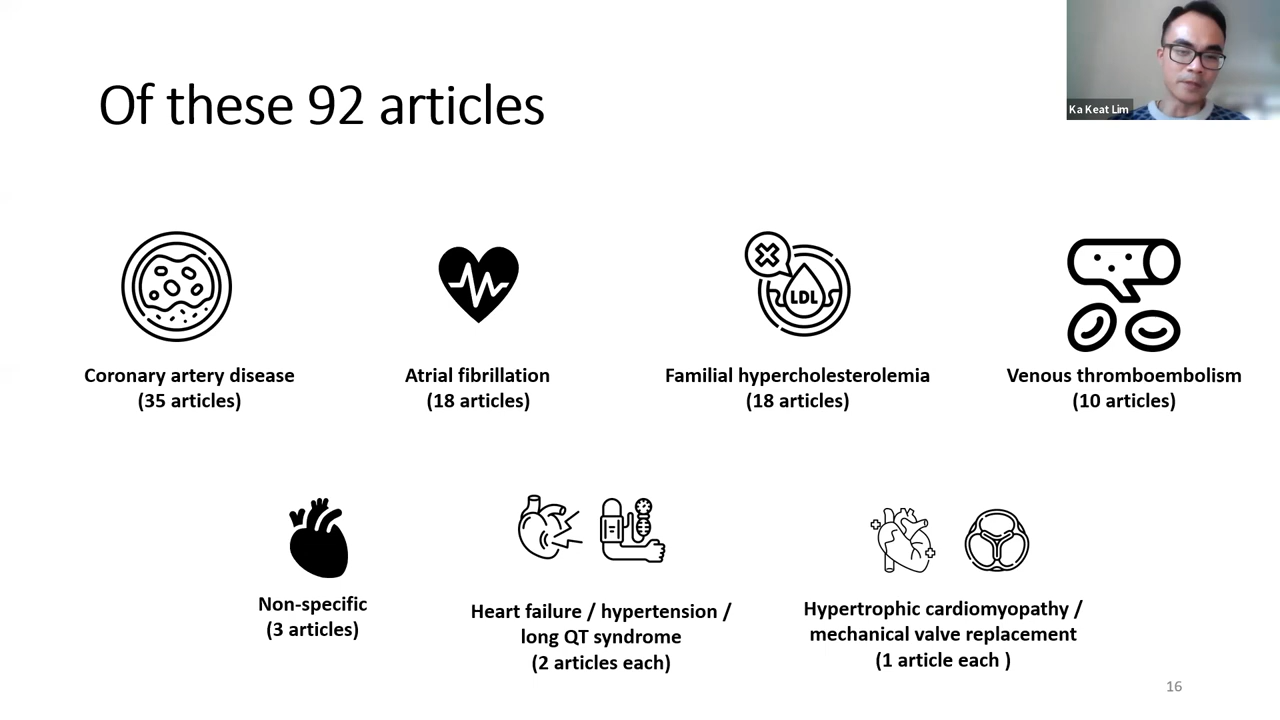 Of these 92 articles
Ka Keat Lim
LDL
Coronary artery disease
(35 articles)
Atrial fibrillation
(18 articles)
Familial hypercholesterolemia
(18 articles)
Venous thromboembolism
(10 articles)
Non-specific
(3 articles)
Heart failure / hypertension /
long QT syndrome
(2 articles each)
Hypertrophic cardiomyopathy /
mechanical valve replacement
(1 article each )
16